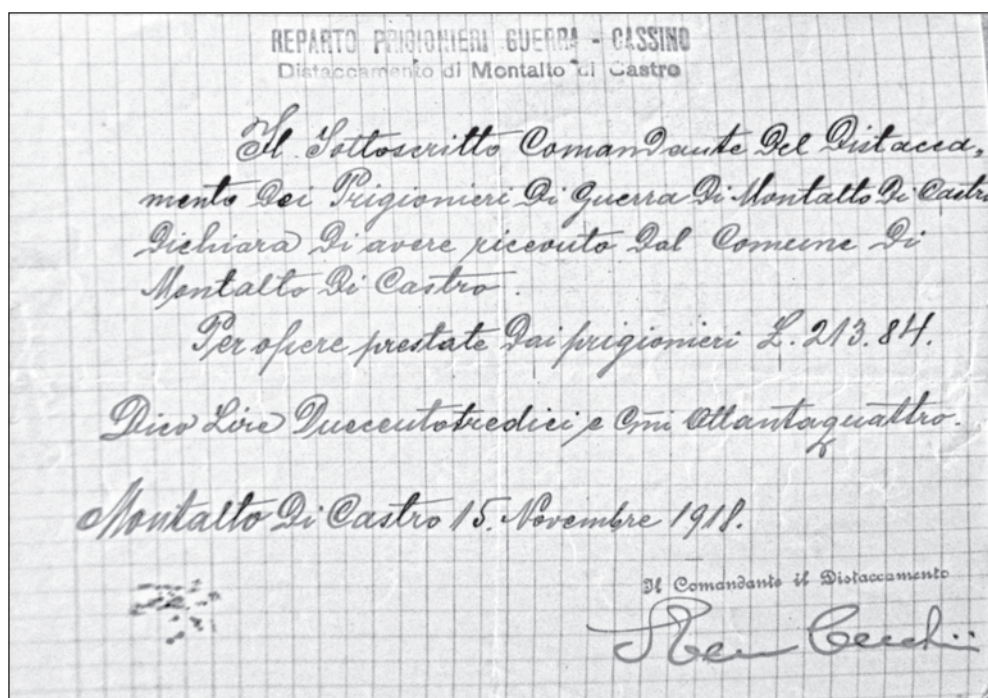 REPARTO PRIGIONIERI GUERRA - CASSINO
Distaccamento di Montalto di Castro
Il Sottoscritto Comandante Del Distacca,
mento Dei Prigionieri Di Guerra Di Montalto Di Castro
Dichiara Di avere ricevuto Dal Comune Di
Montalto Di Castro.
Per opere prestate Dai prigionieri L. 213. 84.
Dico Lire Duecentotredici e Cmi Ottantaquattro.
Montalto Di Castro 15. Novembre 1918.
Il Comandante il Distaccamento
Cecchi